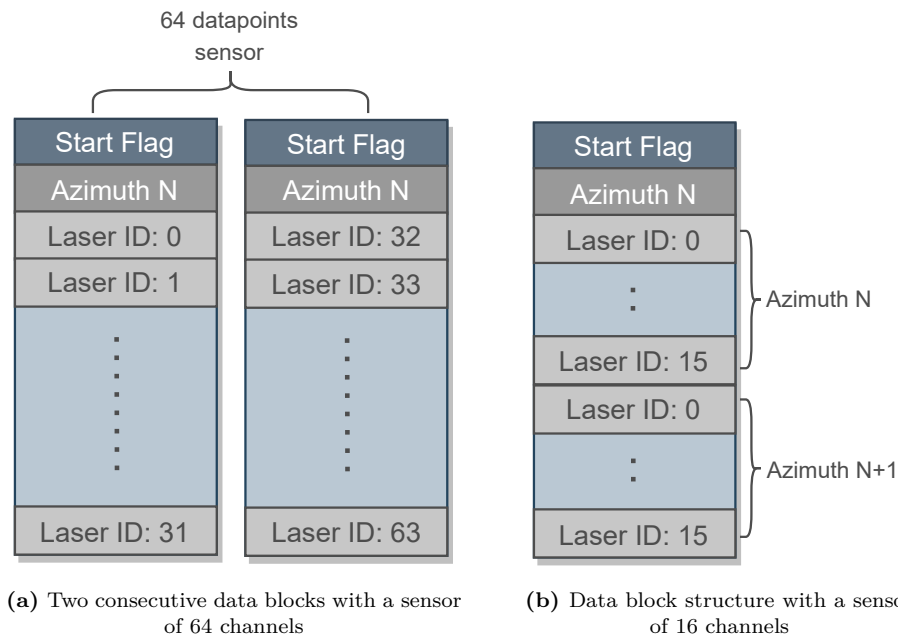 64 datapoints
sensor
Start Flag
Azimuth N
Laser ID: 0
Laser ID: 1
Laser ID: 31
Start Flag
Azimuth N
Laser ID: 32
Laser ID: 33
Laser ID: 63
(a) Two consecutive data blocks with a sensor
of 64 channels
Start Flag
Azimuth N
Laser ID: 0
Laser ID: 15
Laser ID: 0
Laser ID: 15
Azimuth N
Azimuth N+1
(b) Data block structure with a senso
of 16 channels